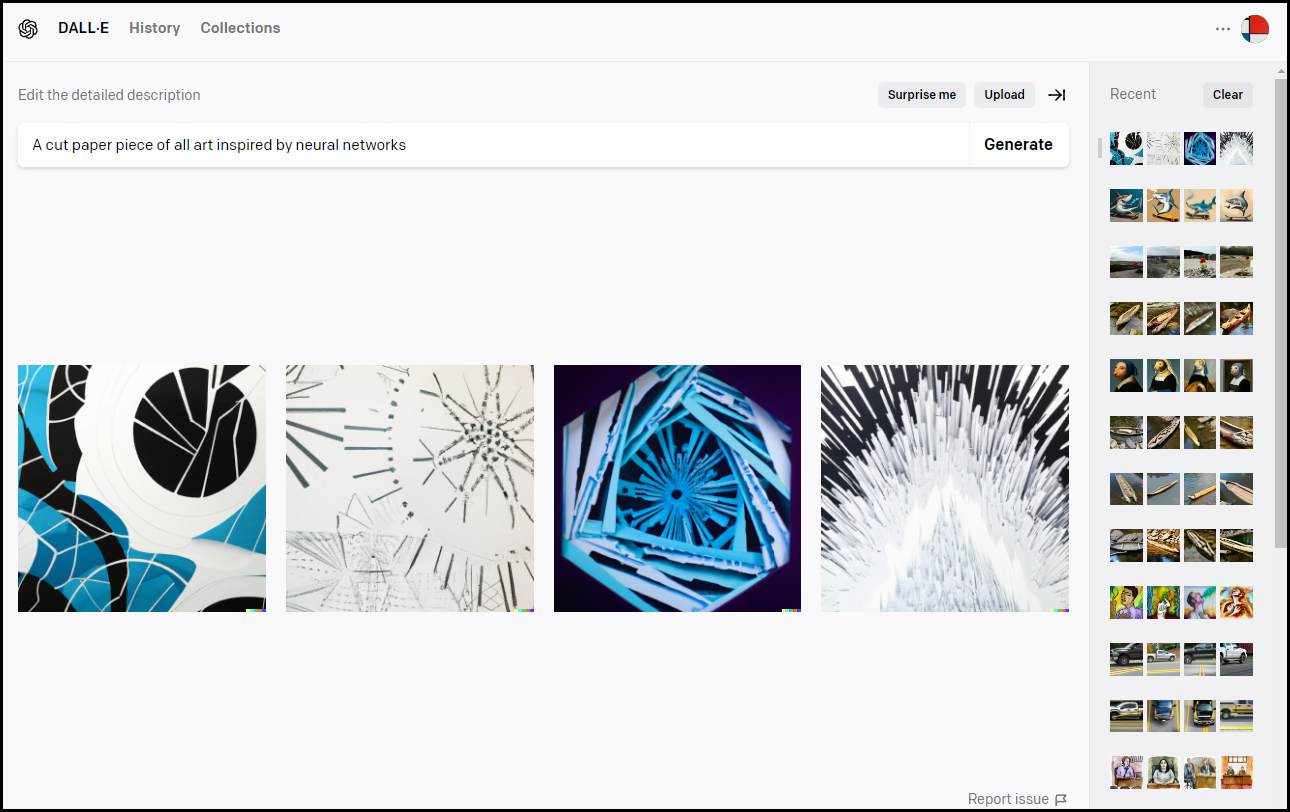 DALL·E History Collections
Edit the detailed description
Surprise me
Upload
A cut paper piece of all art inspired by neural networks
Generate
Recent
Clear
Report issue